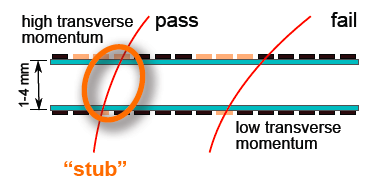 high transverse
momentum
pass
fail
1-4 mm
low transverse
momentum
“stub”